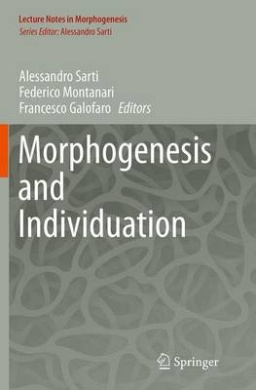 Lecture Notes in Morphogenesis
Series Editor: Alessandro Sarti
Alessandro Sarti
Federico Montanari
Francesco Galofaro Editors
Morphogenesis
and
Individuation
Springer